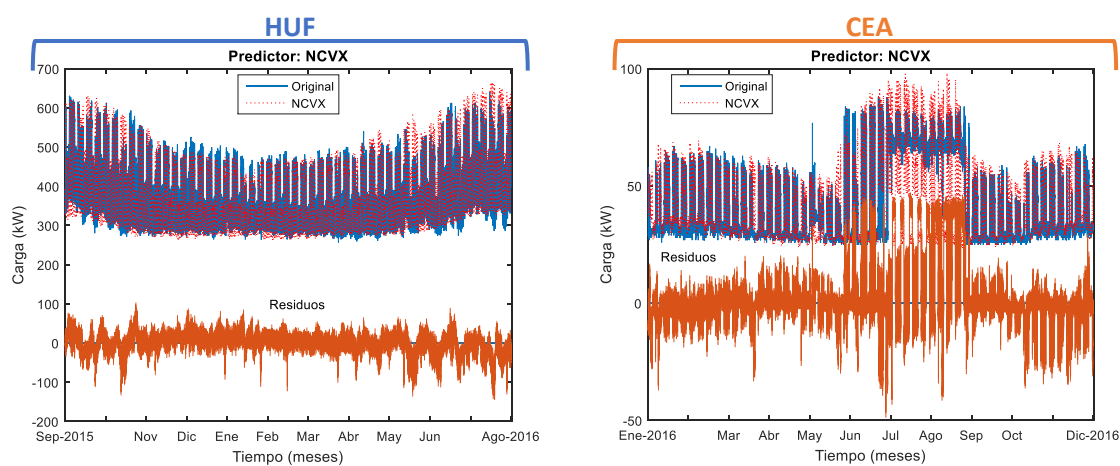 HUF
Predictor: NCVX
Original
NCVX
700
600
500
400
300
200
100
0
-100
-200
Carga (kW)
Residuos
Sep-2015 Nov Dic Ene Feb Mar Abr May Jun Ago-2016
Tiempo (meses)
CEA
Predictor: NCVX
Original
NCVX
100
50
0
-50
Carga (kW)
Residuos
Ene-2016 Mar Abr May Jun Jul Ago Sep Oct Dic-2016
Tiempo (meses)